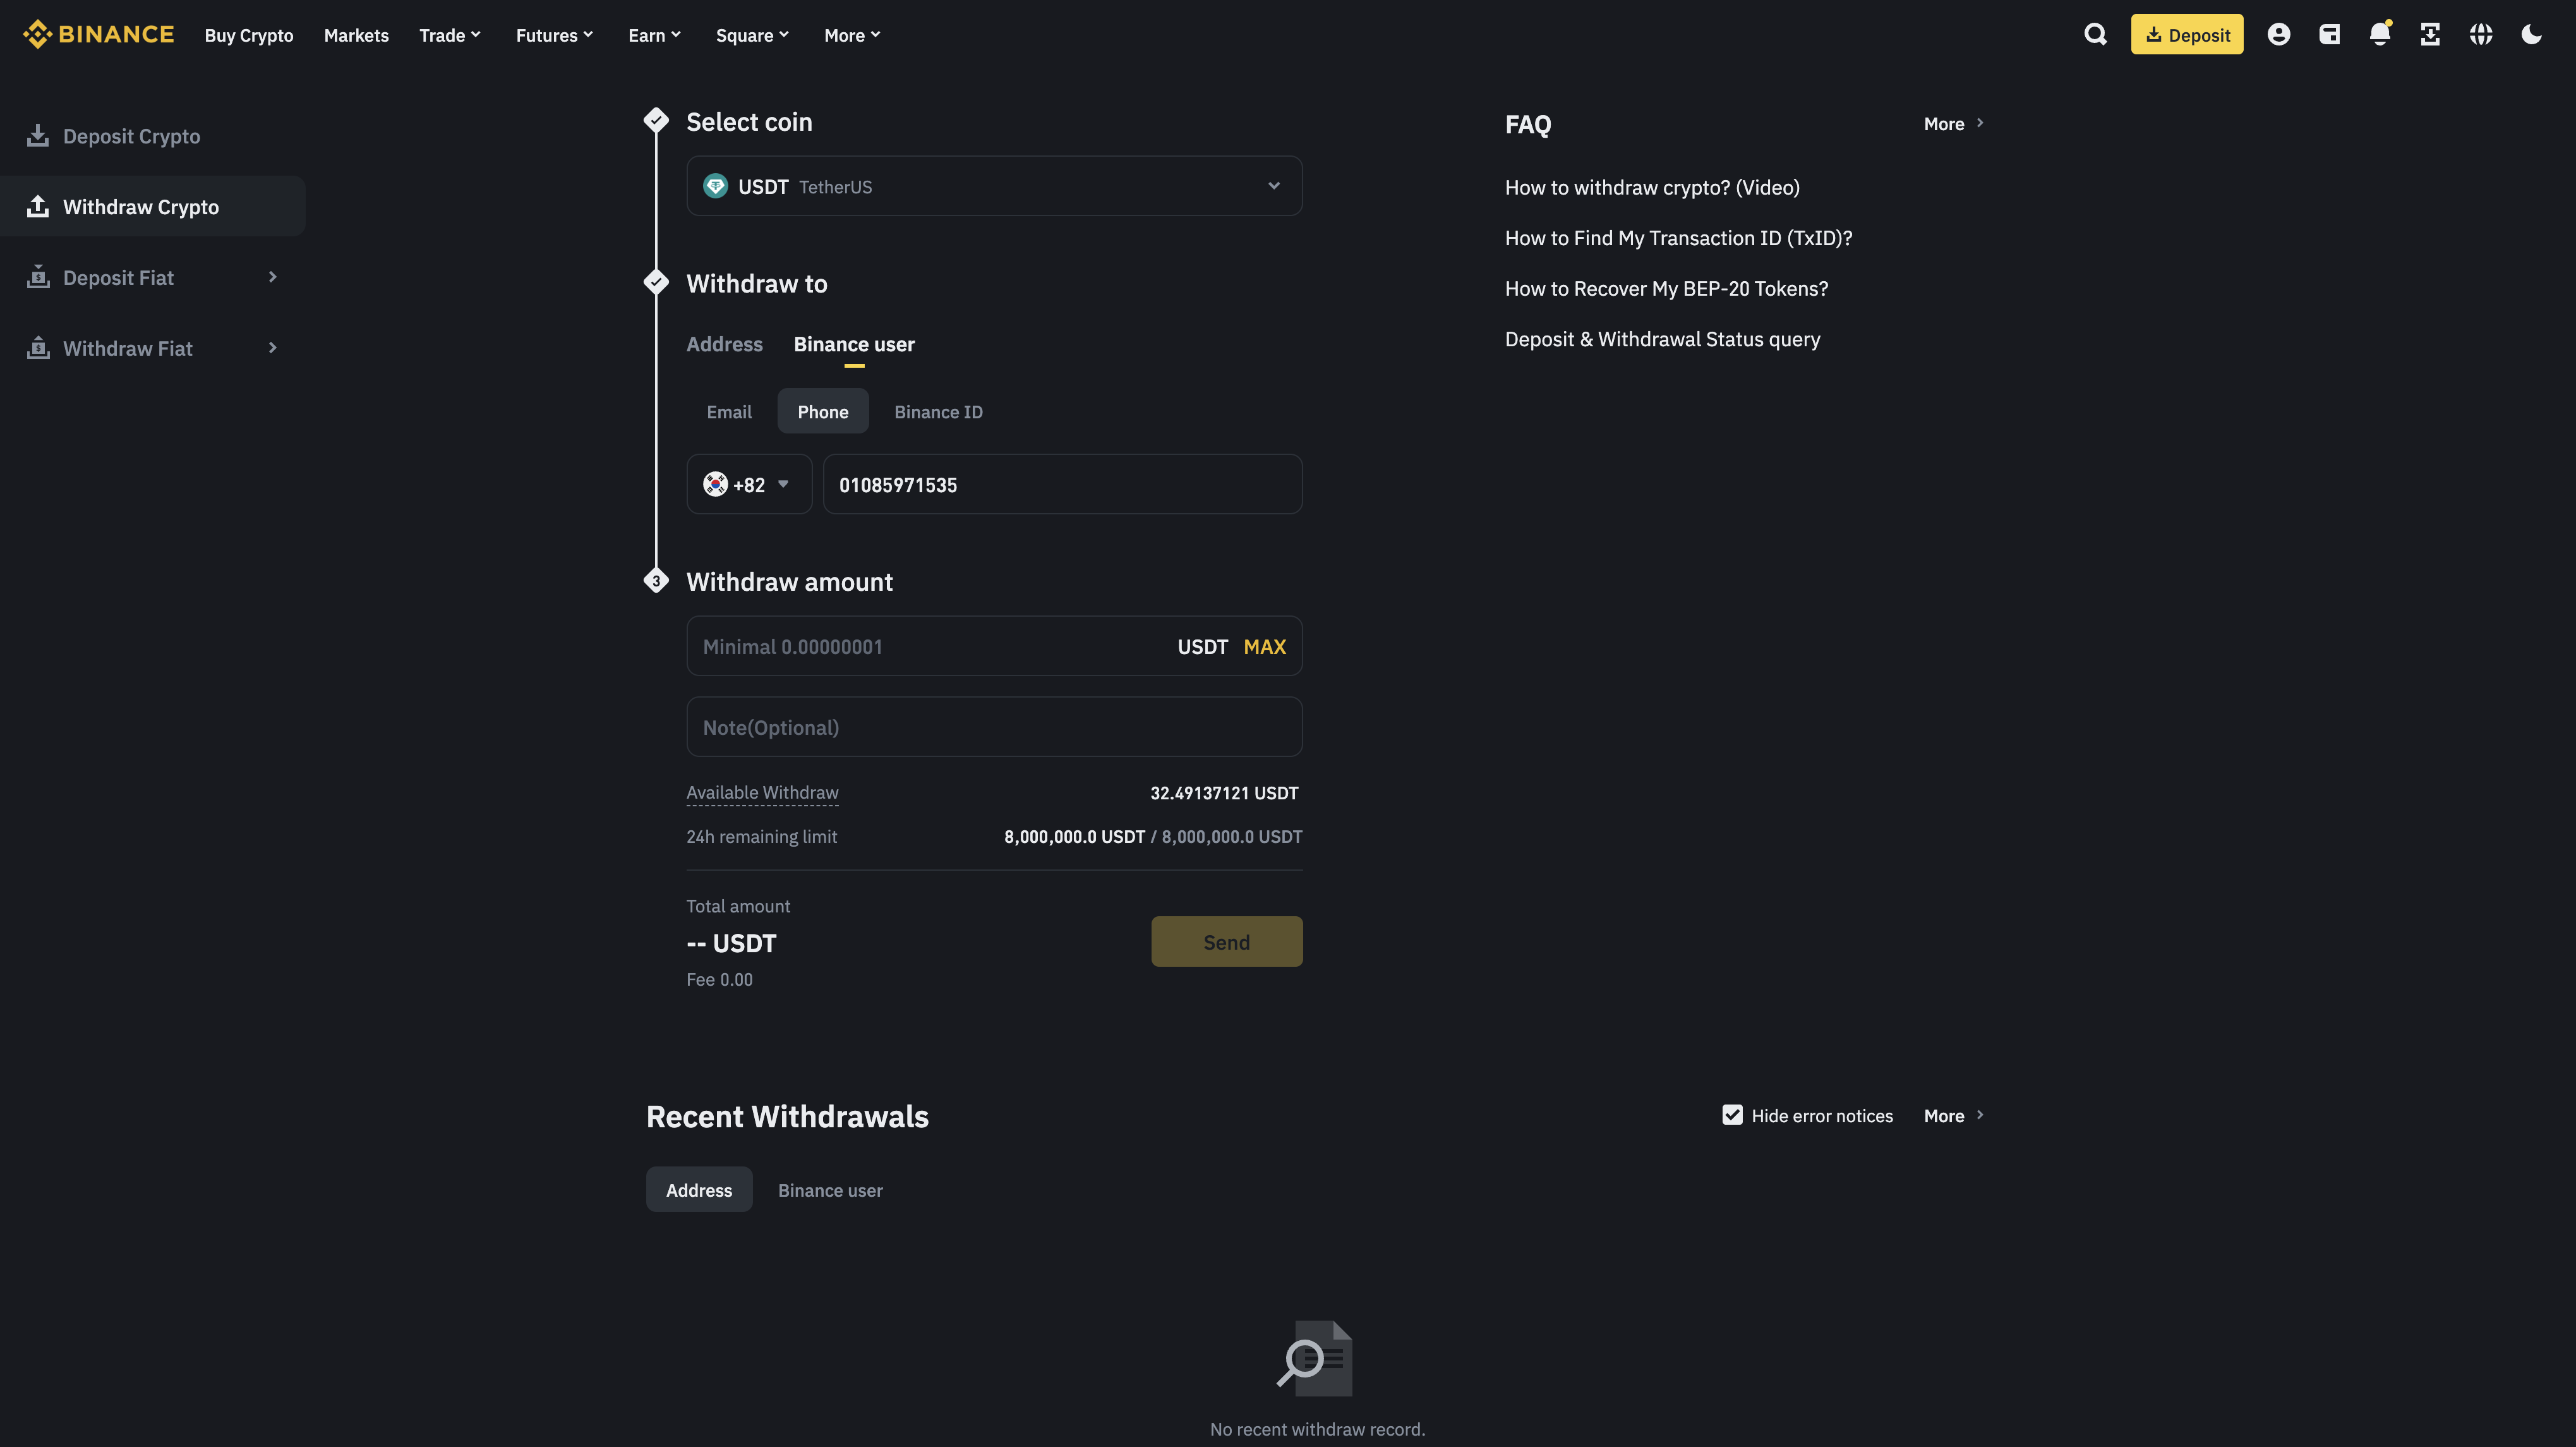 BINANCE Buy Crypto Markets Trade Futures Earn Square More Deposit
Deposit Crypto
Withdraw Crypto
Deposit Fiat
Withdraw Fiat
Select coin
USDT TetherUS
Withdraw to
Address Binance user
Email Phone Binance ID
+82 01085971535
3 Withdraw amount
Minimal 0.00000001 USDT MAX
Note(Optional)
Available Withdraw 32.49137121 USDT
24h remaining limit 8,000,000.0 USDT / 8,000,000.0 USDT
Total amount
-- USDT
Send
Fee 0.00
FAQ More
How to withdraw crypto? (Video)
How to Find My Transaction ID (TxID)?
How to Recover My BEP-20 Tokens?
Deposit & Withdrawal Status query
Recent Withdrawals Hide error notices More
Address Binance user
No recent withdraw record.